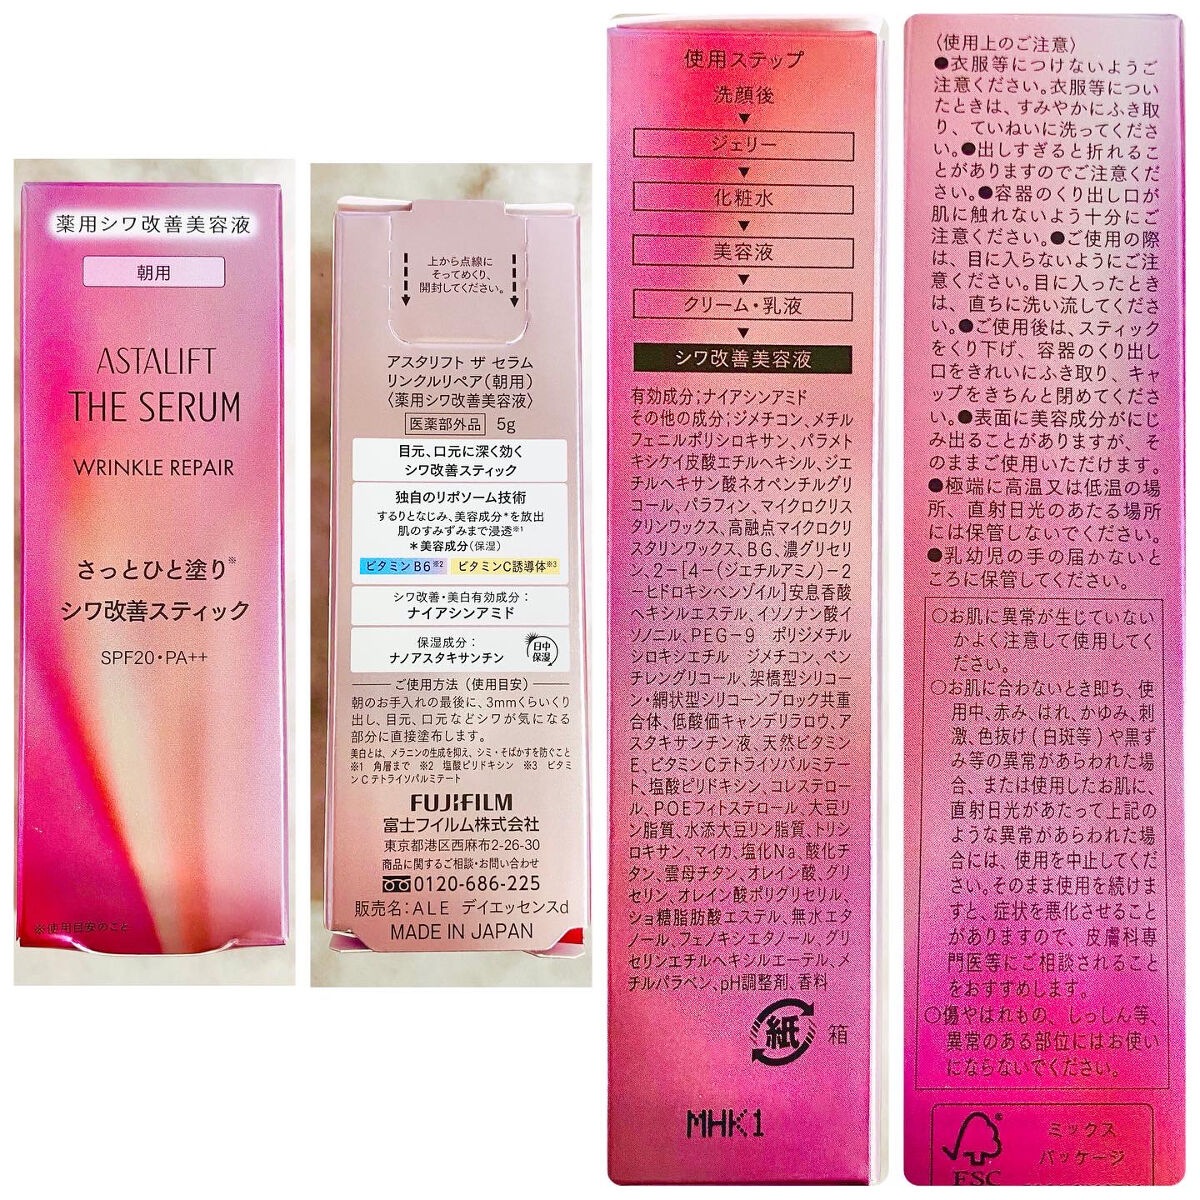 薬用シワ改善美容液
朝用
ASTALIFT
THE SERUM
WRINKLE REPAIR
さっとひと塗り※
シワ改善スティック
SPF20・PA++
※使用目安のこと
上から点線に
そってめくり、
開封してください。
アスタリフト ザ セラム
リンクルリペア(朝用)
〈薬用シワ改善美容液〉
医薬部外品 5g
目元、口元に深く効く
シワ改善スティック
独自のリポソーム技術
するりとなじみ、美容成分*を放出
肌のすみずみまで浸透※1
*美容成分(保湿)
ビタミンB6※2 ビタミンC誘導体※3
シワ改善・美白有効成分:
ナイアシンアミド
保湿成分:
ナノアスタキサンチン
日中
保湿
ご使用方法(使用目安)
朝のお手入れの最後に、3mmくらいくり
出し、目元、口元などシワが気になる
部分に直接塗布します。
美白とは、メラニンの生成を抑え、シミ・そばかすを防ぐこと
※1 角層まで ※2 塩酸ピリドキシン ※3 ビタミ
ンCテトライソパルミテート
FUJIFILM
富士フイルム株式会社
東京都港区西麻布2-26-30
商品に関するご相談・お問い合わせ
0120-686-225
販売名:ALE デイエッセンスd
MADE IN JAPAN
使用ステップ
洗顔後
▼
ジェリー
▼
化粧水
▼
美容液
▼
クリーム・乳液
▼
シワ改善美容液
有効成分;ナイアシンアミド
その他の成分;ジメチコン、メチル
フェニルポリシロキサン、パラメト
キシケイ皮酸エチルヘキシル、ジエ
チルヘキサン酸ネオペンチルグリ
コール、パラフィン、マイクロクリス
タリンワックス、高融点マイクロクリ
スタリンワックス、BG、濃グリセリ
ン、2-[4-(ジエチルアミノ)-2
-ヒドロキシベンゾイル]安息香酸
ヘキシルエステル、イソノナン酸イ
ソノニル、PEG-9 ポリジメチル
シロキシエチル ジメチコン、ペン
チレングリコール、架橋型シリコー
ン・網状型シリコーンブロック共重
合体、低酸価キャンデリラロウ、ア
スタキサンチン液、天然ビタミン
E、ビタミンCテトライソパルミテー
ト、塩酸ピリドキシン、コレステロ
ール、POEフィトステロール、大豆リ
ン脂質、水添大豆リン脂質、トリシ
ロキサン、マイカ、塩化Na、酸化チ
タン、雲母チタン、オレイン酸、グリ
セリン、オレイン酸ポリグリセリル、
ショ糖脂肪酸エステル、無水エタ
ノール、フェノキシエタノール、グリ
セリンエチルヘキシルエーテル、メ
チルパラベン、pH調整剤、香料
紙 箱
MHK1
〈使用上のご注意〉
●衣服等につけないようご
注意ください。衣服等につい
たときは、すみやかにふき取
り、ていねいに洗ってくださ
い。●出しすぎると折れるこ
とがありますのでご注意くだ
さい。●容器のくり出し口が
肌に触れないよう十分にご
注意ください。●ご使用の際
は、目に入らないようにご注
意ください。目に入ったとき
は、直ちに洗い流してくださ
い。●ご使用後は、スティック
をくり下げ、容器のくり出し
口をきれいにふき取り、キャ
ップをきちんと閉めてください。
●表面に美容成分がにじ
み出ることがありますが、そ
のままご使用いただけます。
●極端に高温又は低温の場
所、直射日光のあたる場所
には保管しないでください。
●乳幼児の手の届かないと
ころに保管してください。
○お肌に異常が生じていない
かよく注意して使用してく
ださい。
○お肌に合わないとき即ち、使
用中、赤み、はれ、かゆみ、刺
激、色抜け(白斑等)や黒ず
み等の異常があらわれた場
合、または使用したお肌に、
直射日光があたって上記の
ような異常があらわれた場
合には、使用を中止してくだ
さい。そのまま使用を続けま
すと、症状を悪化させること
がありますので、皮膚科専
門医等にご相談されること
をおすすめします。
○傷やはれもの、しっしん等、
異常のある部位にはお使い
にならないでください。
ミックス
パッケージ
FSC